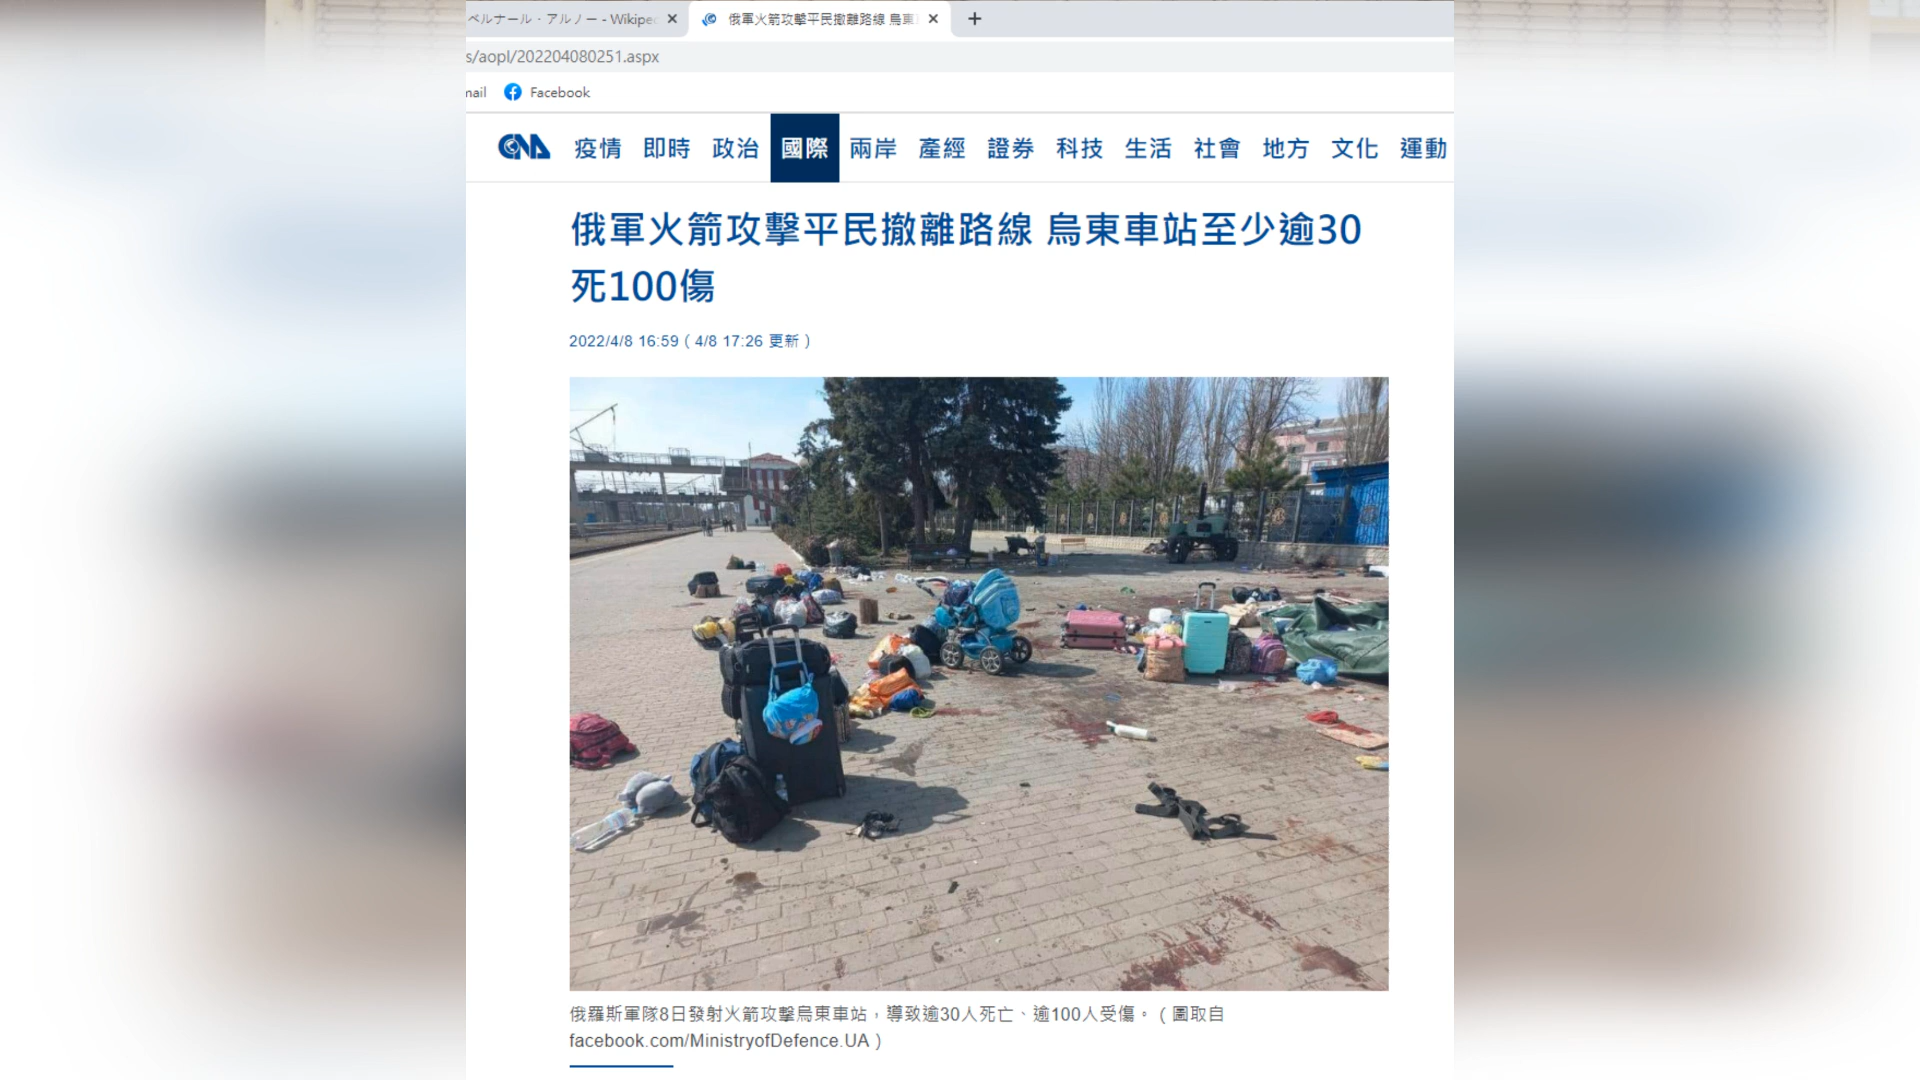 ベルナール・アルノー - Wikipe
俄軍火箭攻擊平民撤離路線 烏東
s/aopl/202204080251.aspx
mail
Facebook
CNA 疫情 即時 政治 國際 兩岸 產經 證券 科技 生活 社會 地方 文化 運動
俄軍火箭攻擊平民撤離路線 烏東車站至少逾30
死100傷
2022/4/8 16:59（4/8 17:26 更新）
俄羅斯軍隊8日發射火箭攻擊烏東車站，導致逾30人死亡、逾100人受傷。（圖取自
facebook.com/MinistryofDefence.UA）